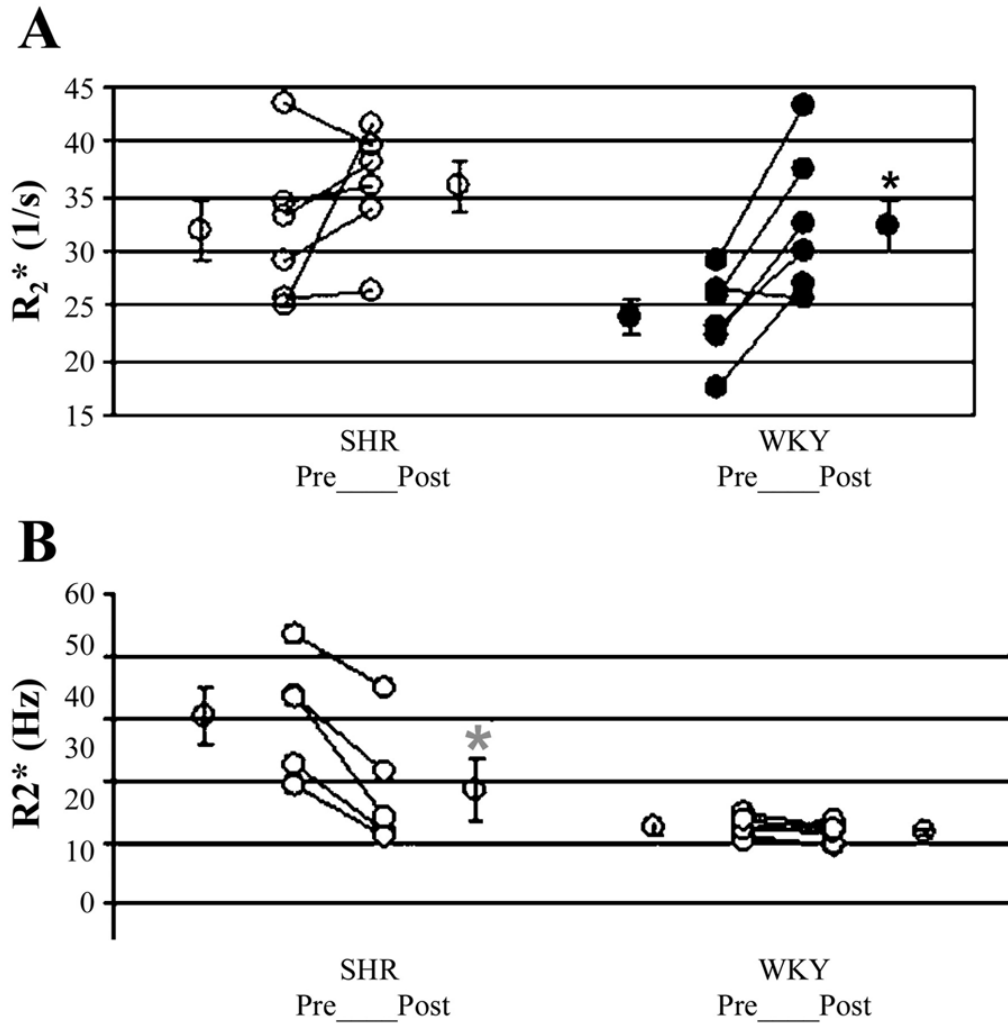 A
45
40
35
30
25
20
15
R2* (1/s)
*
SHR
WKY
Pre____Post
Pre____Post
B
60
50
40
30
20
10
0
R2* (Hz)
*
SHR
WKY
Pre____Post
Pre____Post